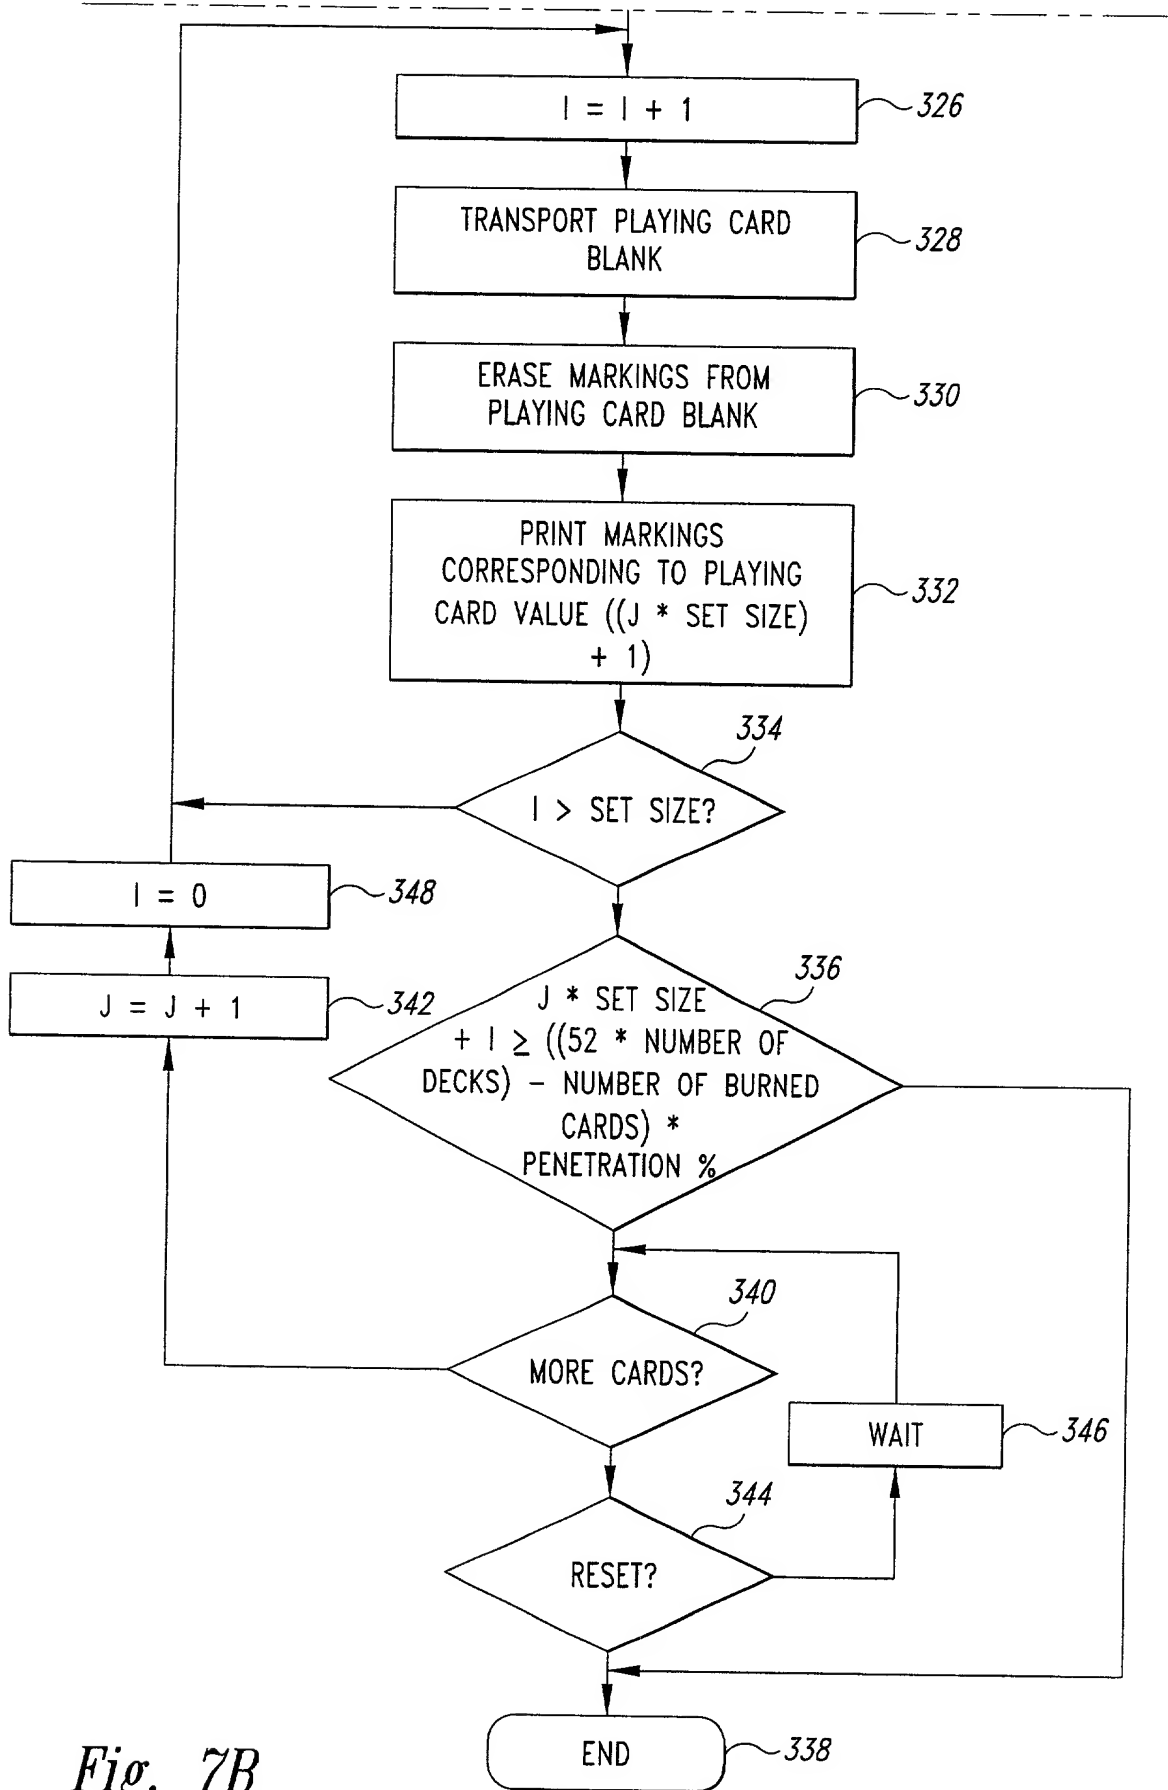 I = I + 1
326
TRANSPORT PLAYING CARD
BLANK
328
ERASE MARKINGS FROM
PLAYING CARD BLANK
330
PRINT MARKINGS
CORRESPONDING TO PLAYING
CARD VALUE ((J * SET SIZE)
+ 1)
332
334
I > SET SIZE?
I = 0
348
J = J + 1
342
336
J * SET SIZE
+ I ≥ ((52 * NUMBER OF
DECKS) – NUMBER OF BURNED
CARDS) *
PENETRATION %
340
MORE CARDS?
WAIT
346
344
RESET?
END
338
Fig. 7B